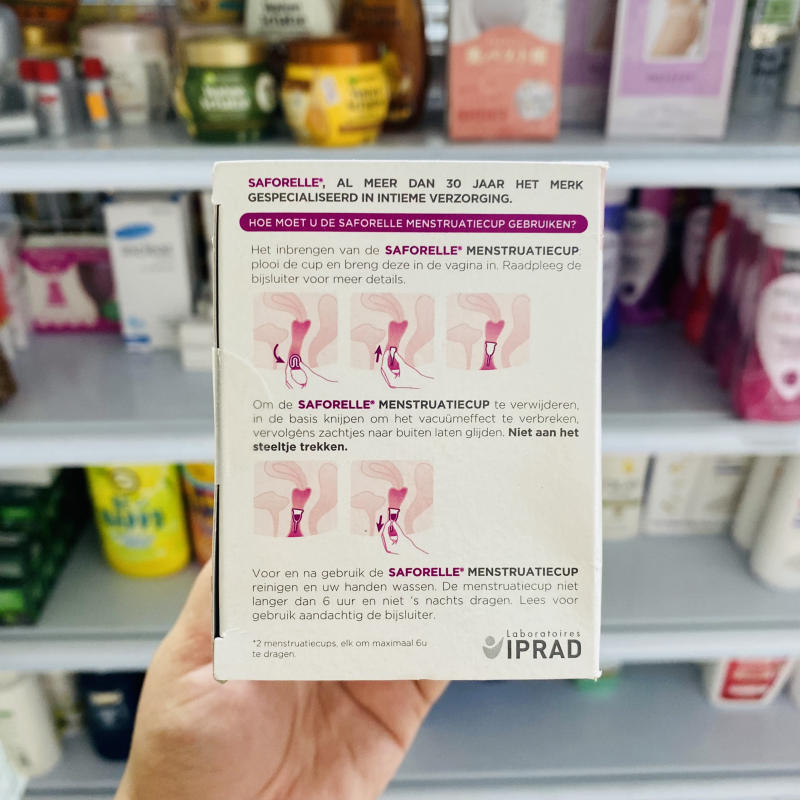 SAFORELLE®, AL MEER DAN 30 JAAR HET MERK
GESPECIALISEERD IN INTIEME VERZORGING.
HOE MOET U DE SAFORELLE MENSTRUATIECUP GEBRUIKEN?
Het inbrengen van de SAFORELLE® MENSTRUATIECUP:
plooi de cup en breng deze in de vagina in. Raadpleeg de
bijsluiter voor meer details.
Om de SAFORELLE® MENSTRUATIECUP te verwijderen,
in de basis knijpen om het vacuümeffect te verbreken,
vervolgens zachtjes naar buiten laten glijden. Niet aan het
steeltje trekken.
Voor en na gebruik de SAFORELLE® MENSTRUATIECUP
reinigen en uw handen wassen. De menstruatiecup niet
langer dan 6 uur en niet 's nachts dragen. Lees voor
gebruik aandachtig de bijsluiter.
*2 menstruatiecups, elk om maximaal 6u
te dragen.
Laboratoires
IPRAD